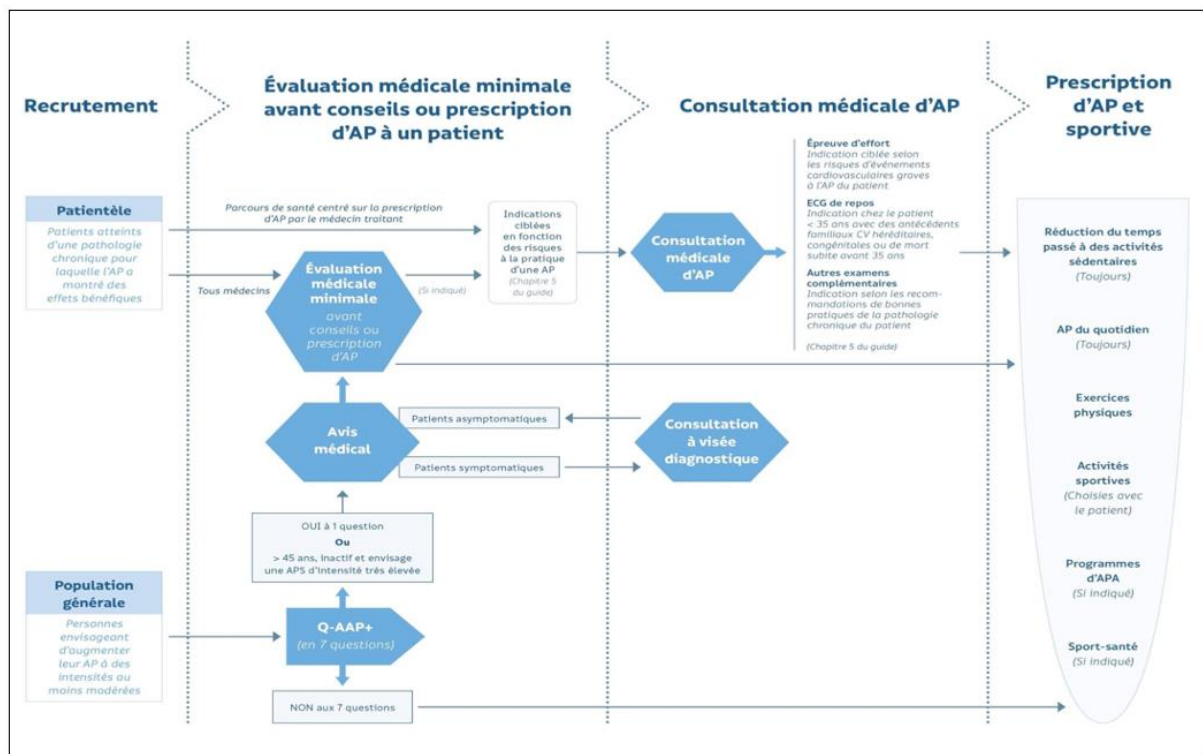 Recrutement
Évaluation médicale minimale
avant conseils ou prescription
d'AP à un patient
Consultation médicale d'AP
Prescription
d'AP et
sportive
Patientèle
Patients atteints
d'une pathologie
chronique pour
laquelle l'AP a
montré des
effets bénéfiques
Parcours de santé centré sur la prescription
d'AP par le médecin traitant
Tous médecins
Évaluation
médicale
minimale
avant
conseils ou
prescription
d'AP
(Si indiqué)
Indications
ciblées
en fonction
des risques
à la pratique
d'une AP
(Chapitre 5
du guide)
Consultation
médicale
d'AP
Épreuve d'effort
Indication ciblée selon
les risques d'événements
cardiovasculaires graves
à l'AP du patient
ECG de repos
Indication chez le patient
< 35 ans avec des antécédents
familiaux CV héréditaires,
congénitales ou de mort
subite avant 35 ans
Autres examens
complémentaires
Indication selon les recom-
mandations de bonnes
pratiques de la pathologie
chronique du patient
(Chapitre 5 du guide)
Avis
médical
Patients asymptomatiques
Patients symptomatiques
Consultation
à visée
diagnostique
OUI à 1 question
Ou
> 45 ans, inactif et envisage
une APS d'intensité très élevée
Population
générale
Personnes
envisageant
d'augmenter
leur AP à des
intensités au
moins modérées
Q-AAP+
(en 7 questions)
NON aux 7 questions
Réduction du temps
passé à des activités
sédentaires
(Toujours)
AP du quotidien
(Toujours)
Exercices
physiques
Activités
sportives
(Choisies avec
le patient)
Programmes
d'APA
(Si indiqué)
Sport-santé
(Si indiqué)